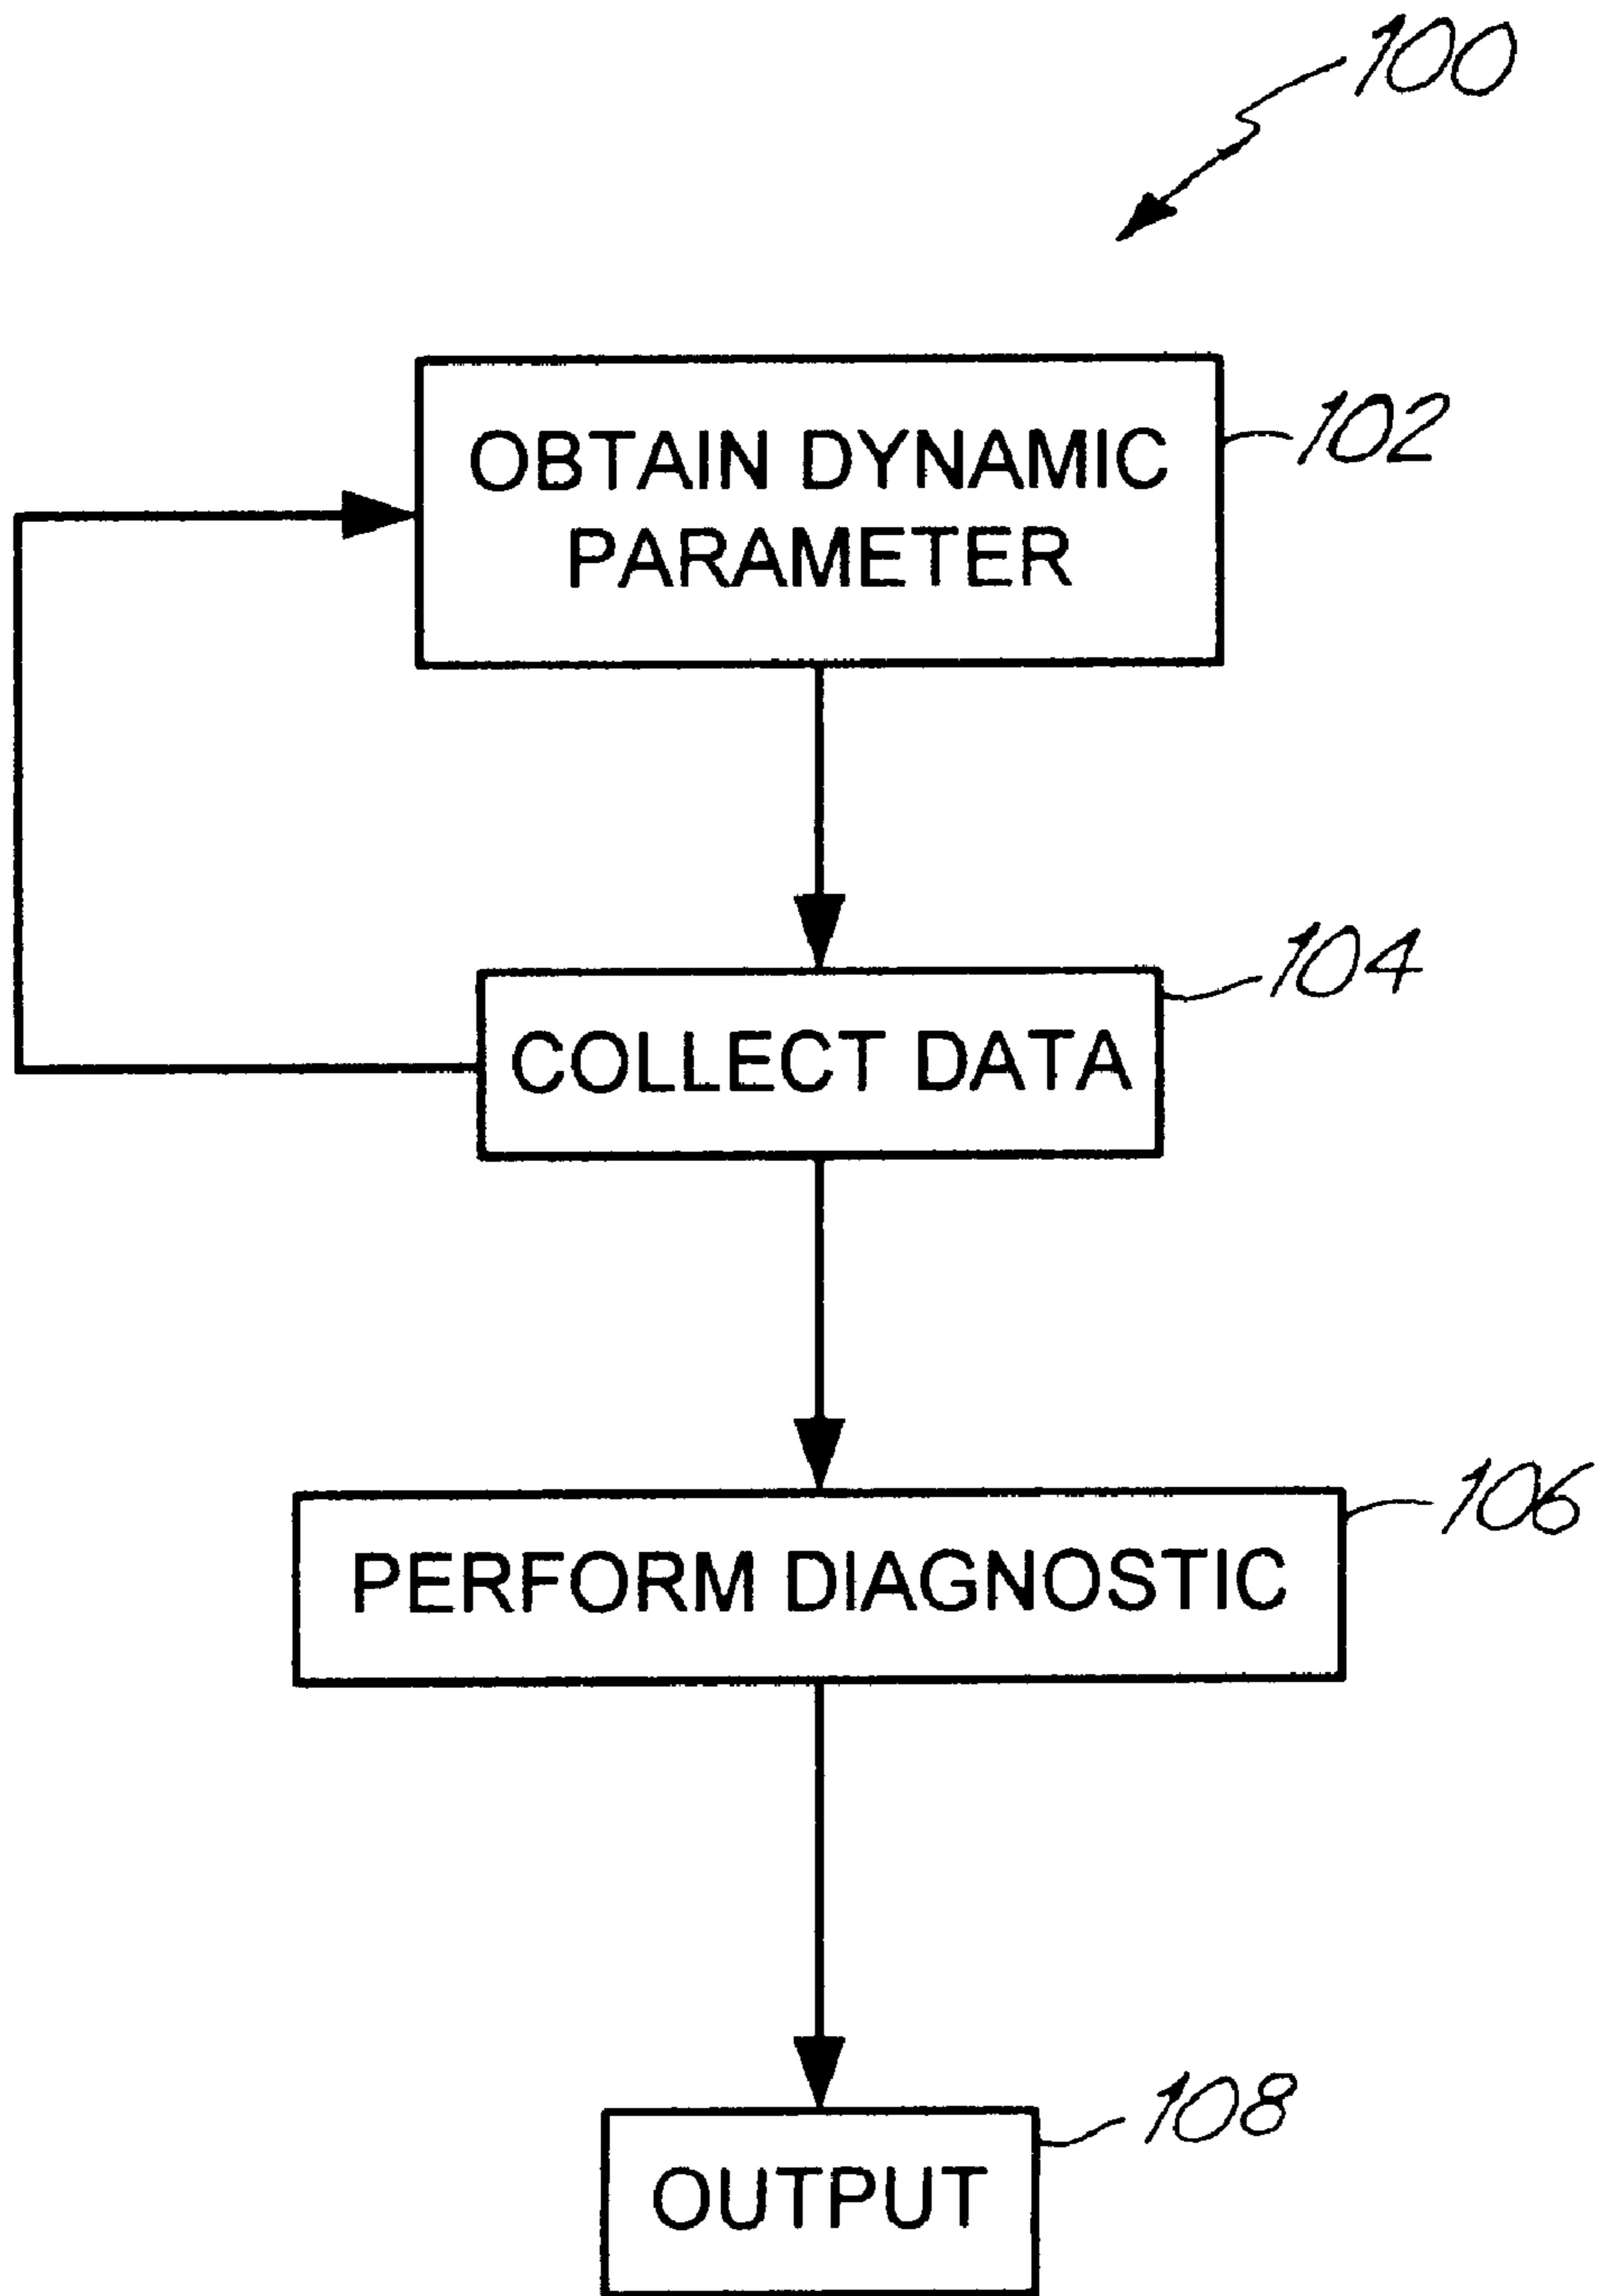 100
OBTAIN DYNAMIC
PARAMETER
102
COLLECT DATA
104
PERFORM DIAGNOSTIC
106
OUTPUT
108